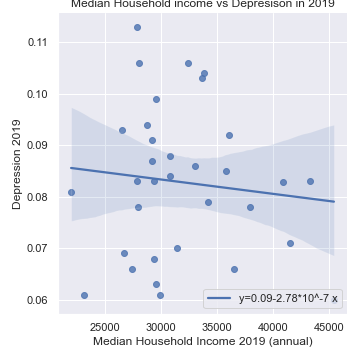 Median Household income vs Depresison in 2019
Depression 2019
0.11
0.10
0.09
0.08
0.07
0.06
y=0.09-2.78*10^-7 x
25000 30000 35000 40000 45000
Median Household Income 2019 (annual)